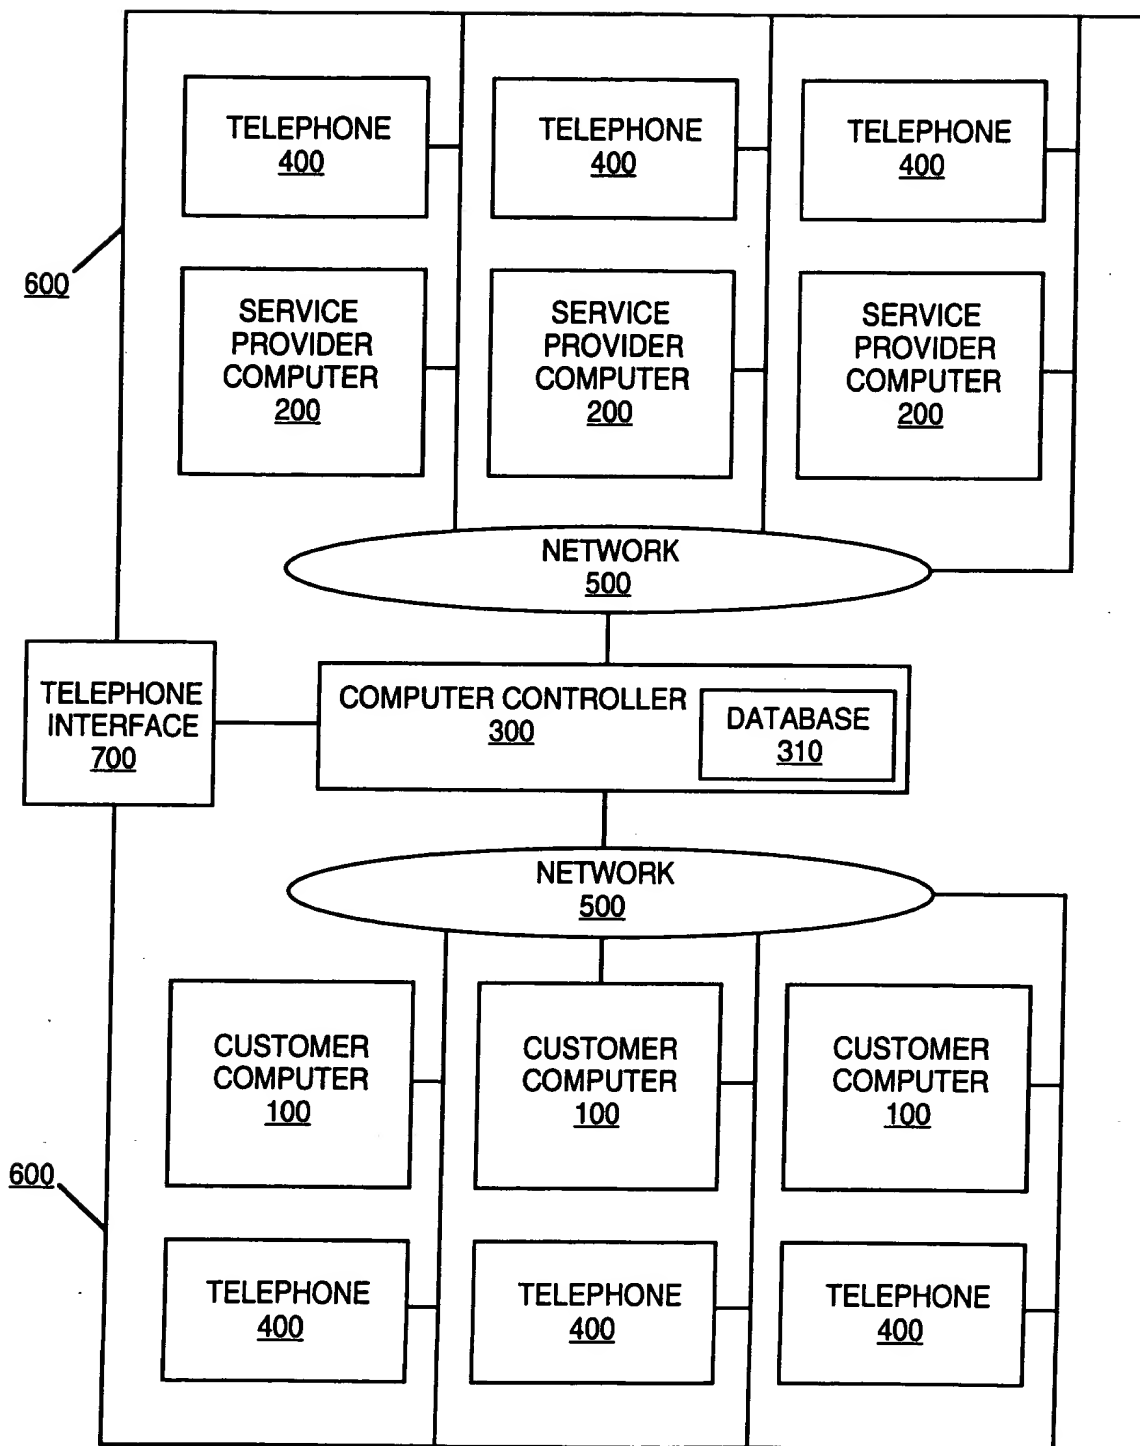 TELEPHONE
400
TELEPHONE
400
TELEPHONE
400
600
SERVICE
PROVIDER
COMPUTER
200
SERVICE
PROVIDER
COMPUTER
200
SERVICE
PROVIDER
COMPUTER
200
NETWORK
500
TELEPHONE
INTERFACE
700
COMPUTER CONTROLLER
300
DATABASE
310
NETWORK
500
CUSTOMER
COMPUTER
100
CUSTOMER
COMPUTER
100
CUSTOMER
COMPUTER
100
600
TELEPHONE
400
TELEPHONE
400
TELEPHONE
400